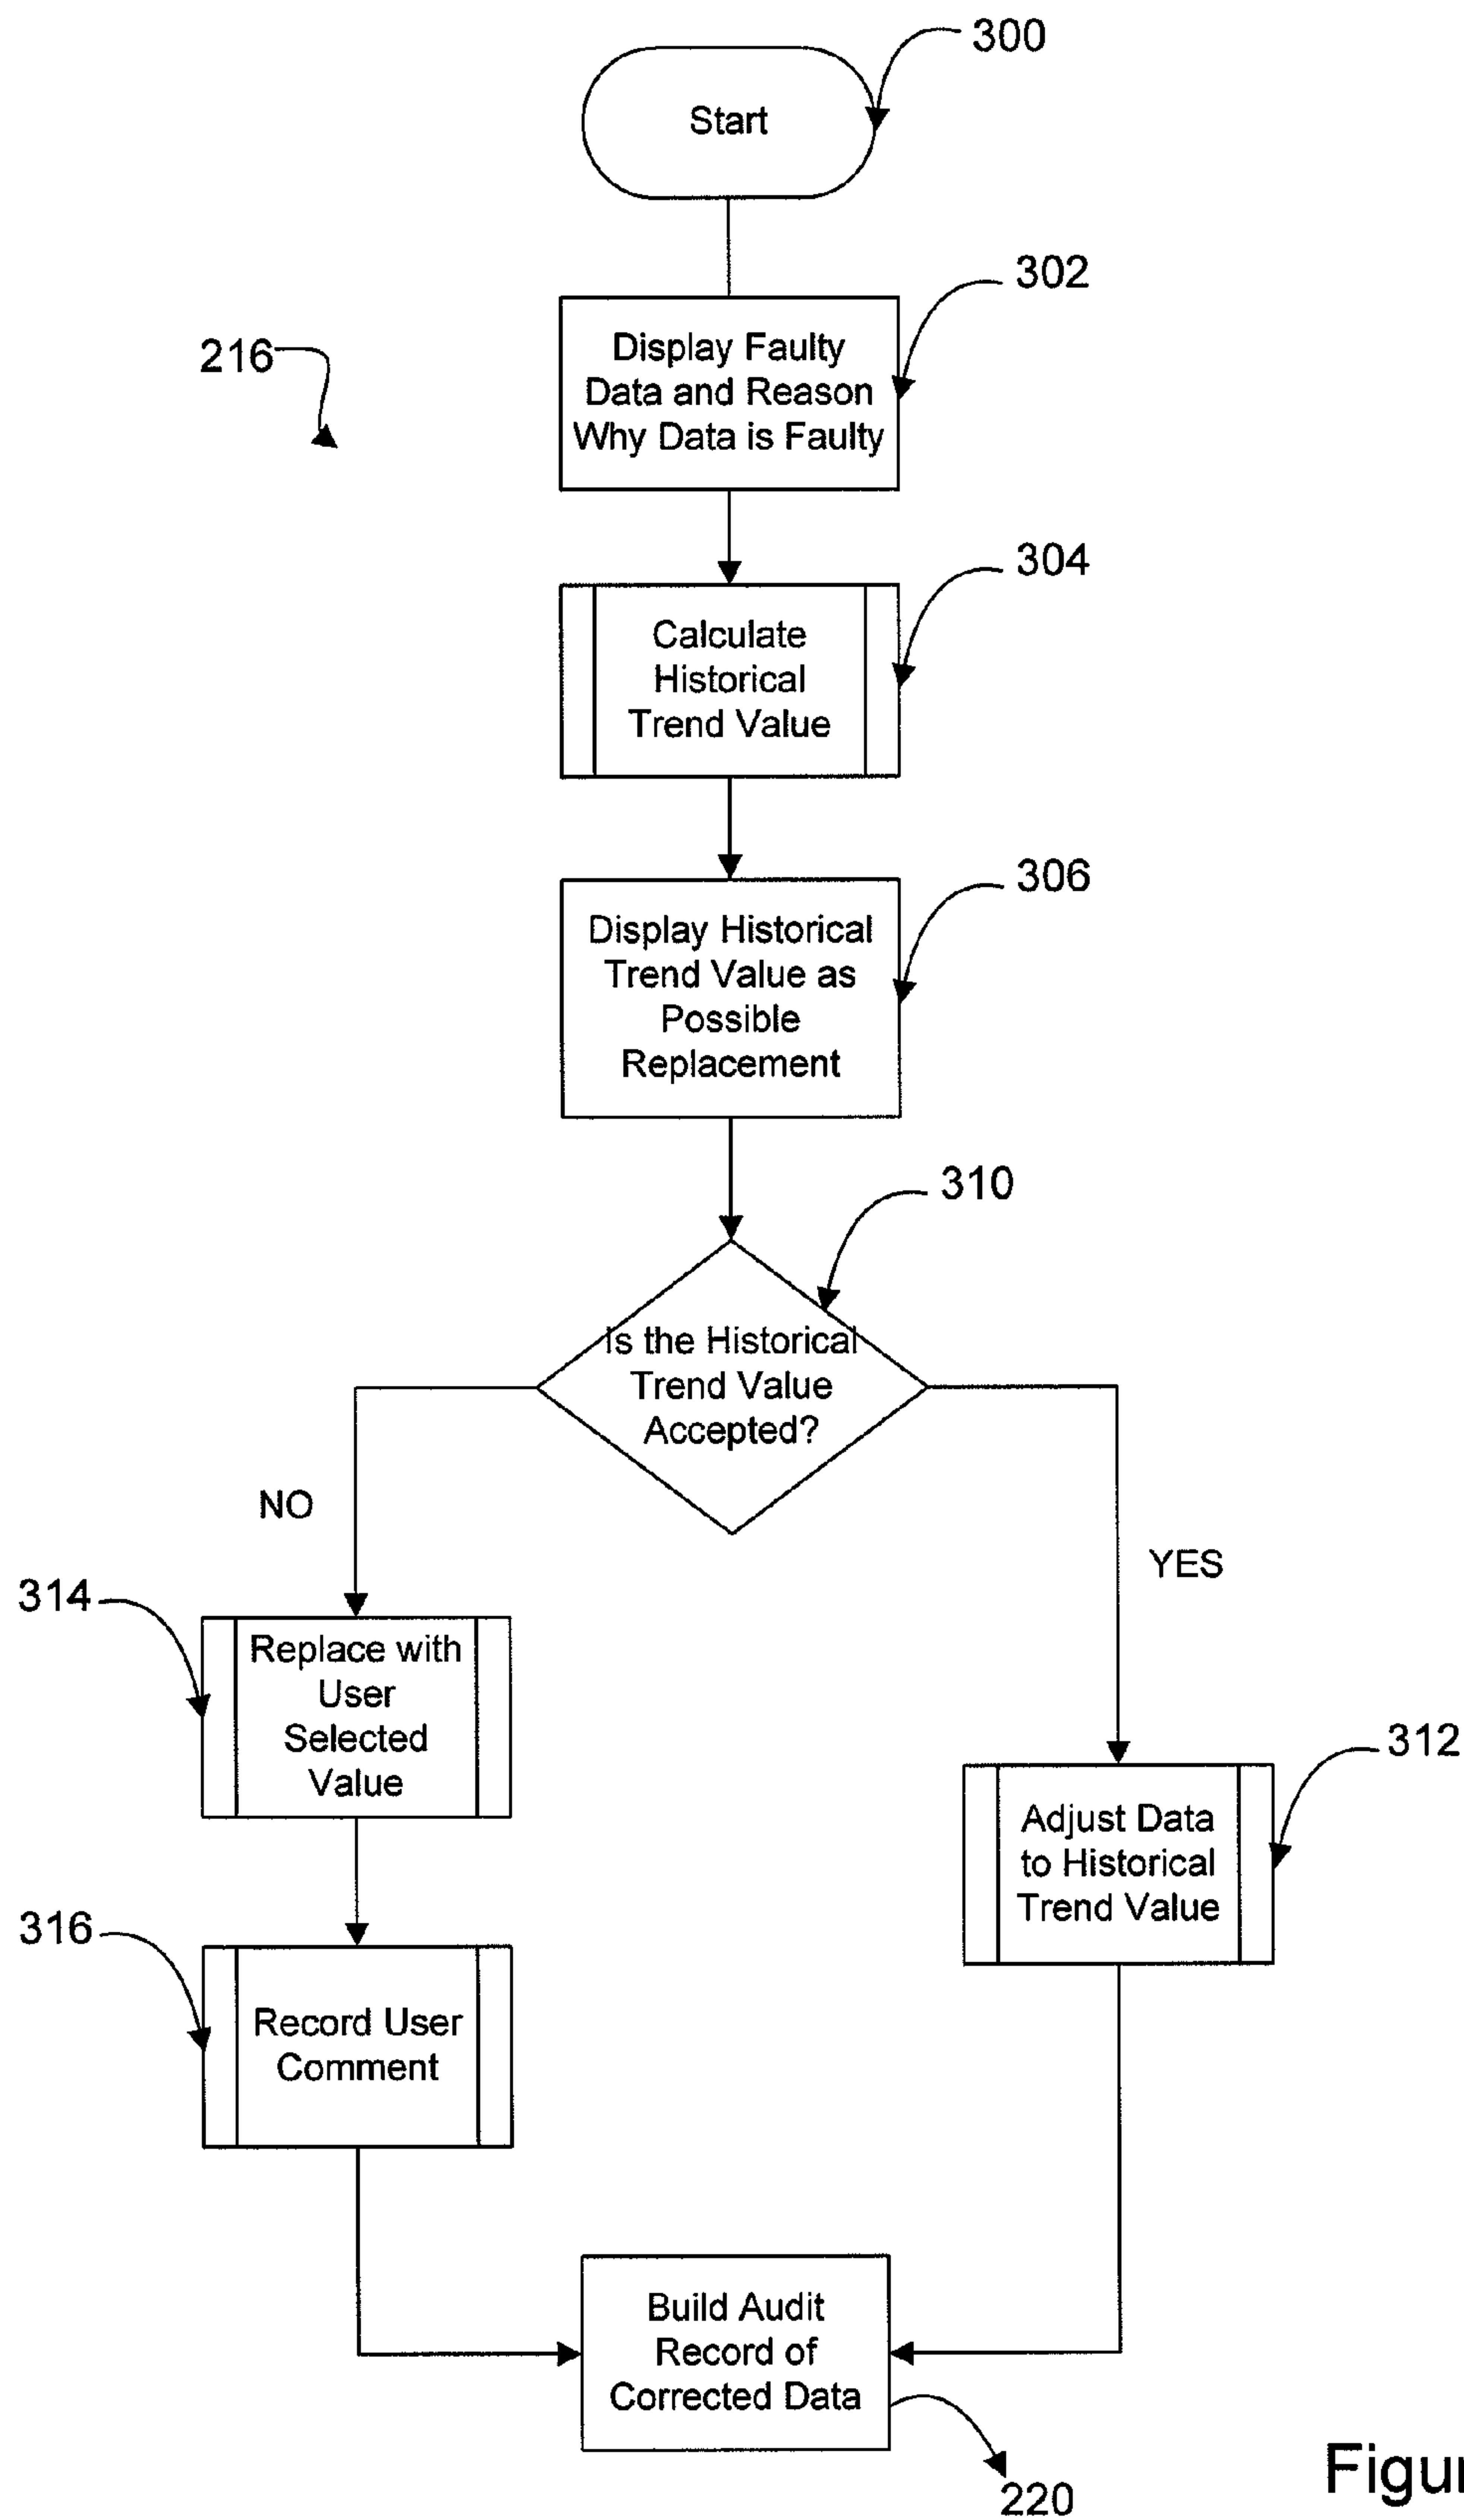 300
Start
302
216
Display Faulty
Data and Reason
Why Data is Faulty
304
Calculate
Historical
Trend Value
306
Display Historical
Trend Value as
Possible
Replacement
310
Is the Historical
Trend Value
Accepted?
NO
YES
314
Replace with
User
Selected
Value
312
Adjust Data
to Historical
Trend Value
316
Record User
Comment
Build Audit
Record of
Corrected Data
220